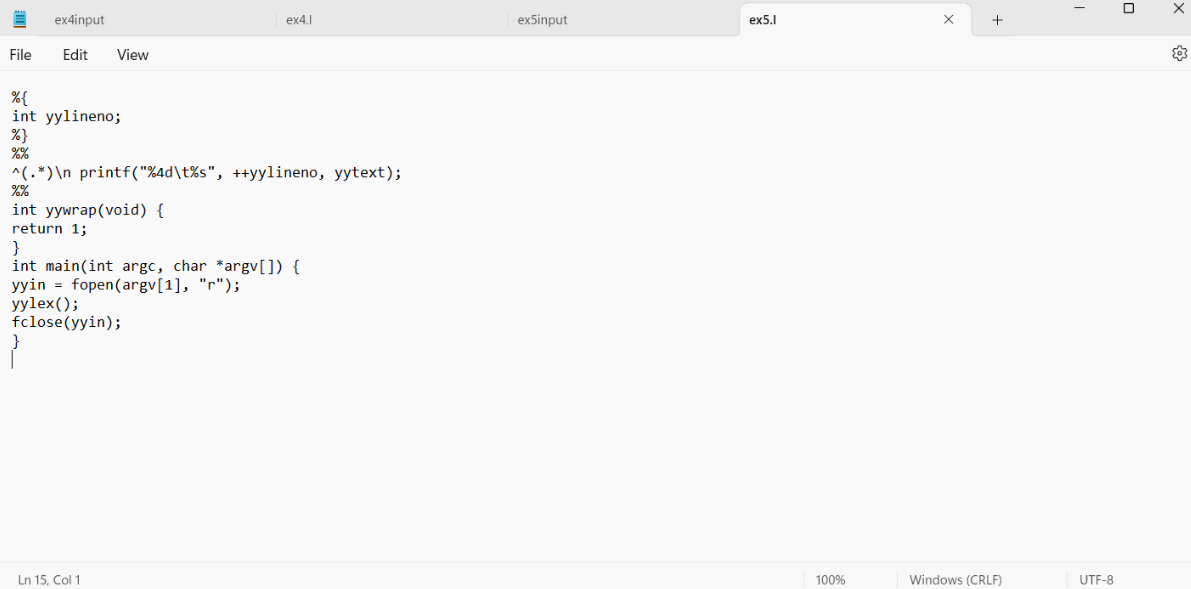 ex4input ex4.l ex5input ex5.l
File Edit View
%{
int yylineno;
%}
%%
^(.*)\n printf("%4d\t%s", ++yylineno, yytext);
%%
int yywrap(void) {
return 1;
}
int main(int argc, char *argv[]) {
yyin = fopen(argv[1], "r");
yylex();
fclose(yyin);
}
Ln 15, Col 1 100% Windows (CRLF) UTF-8